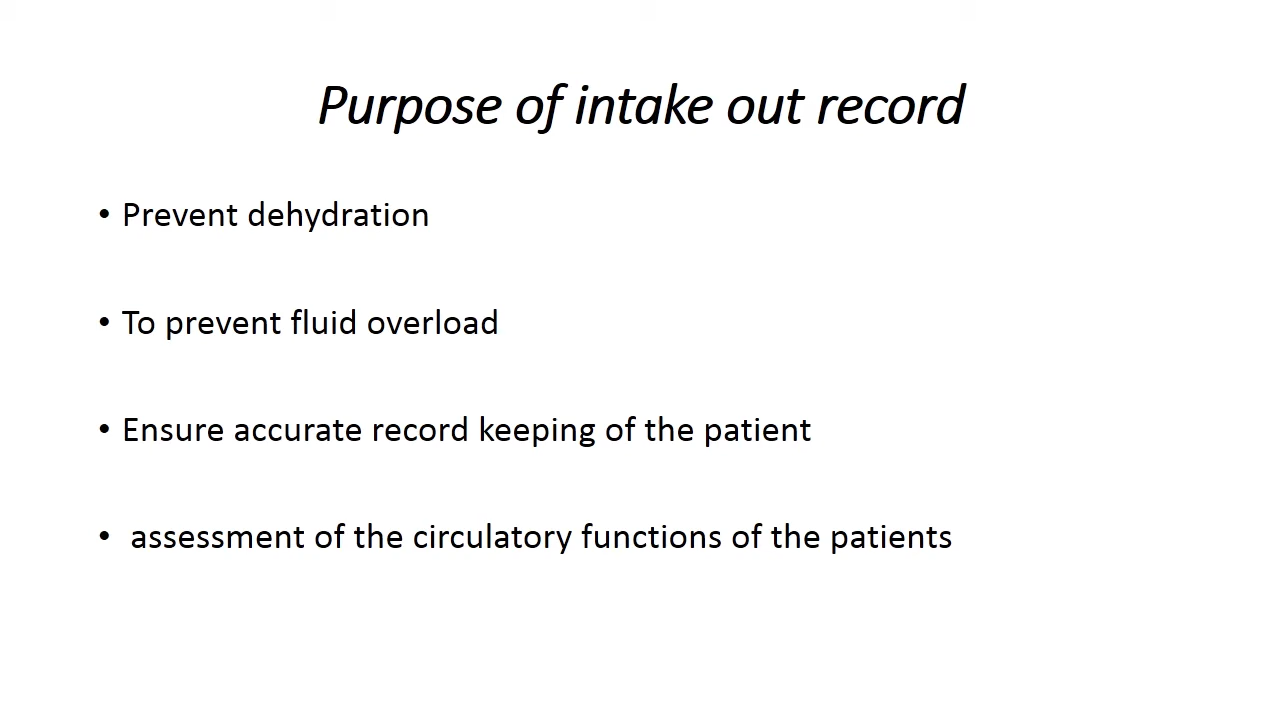 Purpose of intake out record
• Prevent dehydration
• To prevent fluid overload
• Ensure accurate record keeping of the patient
• assessment of the circulatory functions of the patients